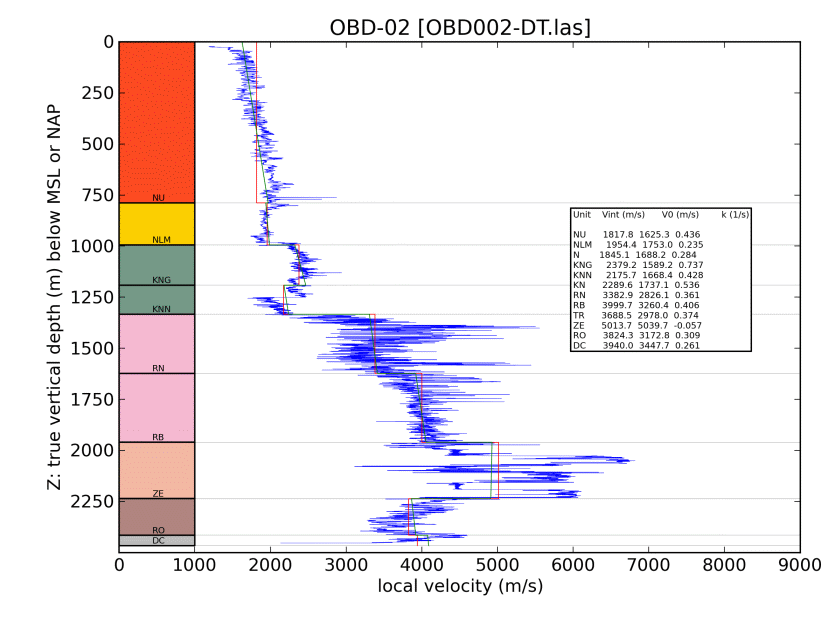 OBD-02 [OBD002-DT.las]
Z: true vertical depth (m) below MSL or NAP
0
250
500
750
1000
1250
1500
1750
2000
2250
NU
NLM
KNG
KNN
RN
RB
ZE
RO
DC
Unit Vint (m/s) V0 (m/s) k (1/s)
NU 1817.8 1625.3 0.436
NLM 1954.4 1753.0 0.235
N 1845.1 1688.2 0.284
KNG 2379.2 1589.2 0.737
KNN 2175.7 1668.4 0.428
KN 2289.6 1737.1 0.536
RN 3382.9 2826.1 0.361
RB 3999.7 3260.4 0.406
TR 3688.5 2978.0 0.374
ZE 5013.7 5039.7 -0.057
RO 3824.3 3172.8 0.309
DC 3940.0 3447.7 0.261
0 1000 2000 3000 4000 5000 6000 7000 8000 9000
local velocity (m/s)